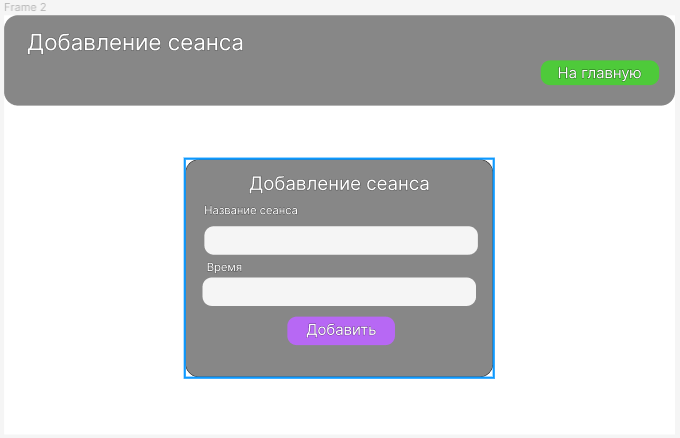 Frame 2
Добавление сеанса
На главную
Добавление сеанса
Название сеанса
Время
Добавить